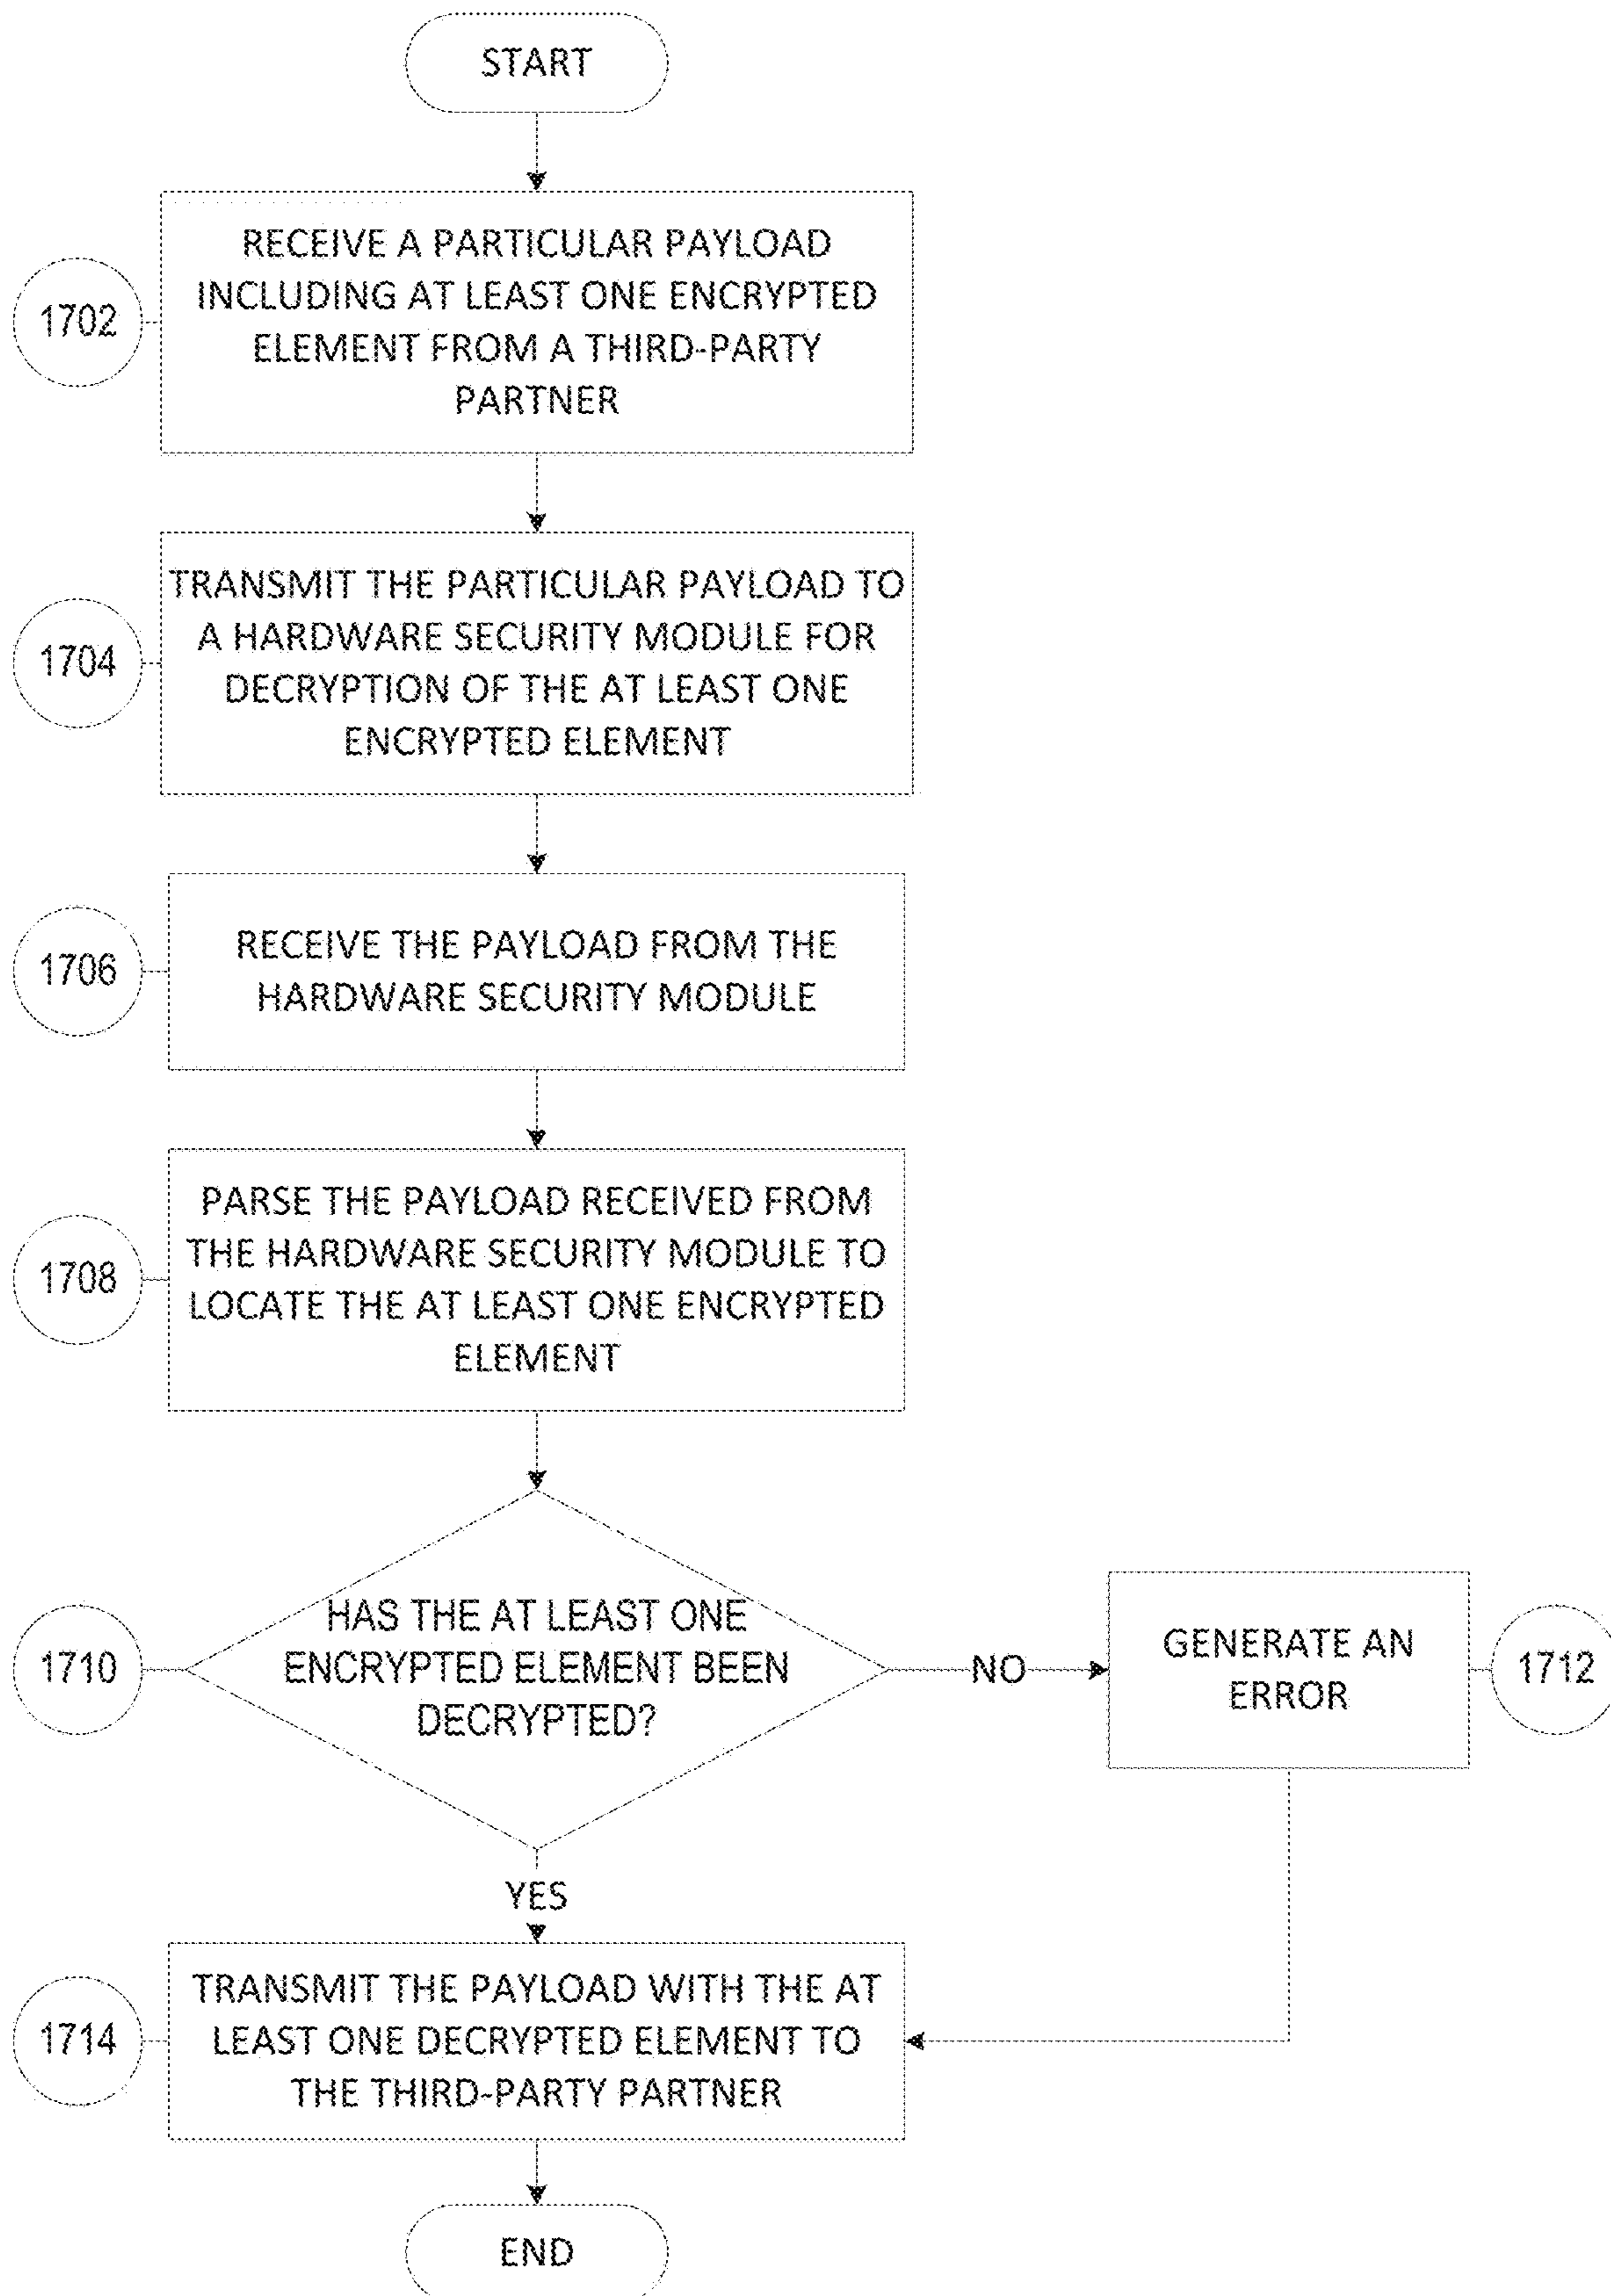 START
1702
RECEIVE A PARTICULAR PAYLOAD
INCLUDING AT LEAST ONE ENCRYPTED
ELEMENT FROM A THIRD-PARTY
PARTNER
1704
TRANSMIT THE PARTICULAR PAYLOAD TO
A HARDWARE SECURITY MODULE FOR
DECRYPTION OF THE AT LEAST ONE
ENCRYPTED ELEMENT
1706
RECEIVE THE PAYLOAD FROM THE
HARDWARE SECURITY MODULE
1708
PARSE THE PAYLOAD RECEIVED FROM
THE HARDWARE SECURITY MODULE TO
LOCATE THE AT LEAST ONE ENCRYPTED
ELEMENT
1710
HAS THE AT LEAST ONE
ENCRYPTED ELEMENT BEEN
DECRYPTED?
NO
GENERATE AN
ERROR
1712
YES
1714
TRANSMIT THE PAYLOAD WITH THE AT
LEAST ONE DECRYPTED ELEMENT TO
THE THIRD-PARTY PARTNER
END